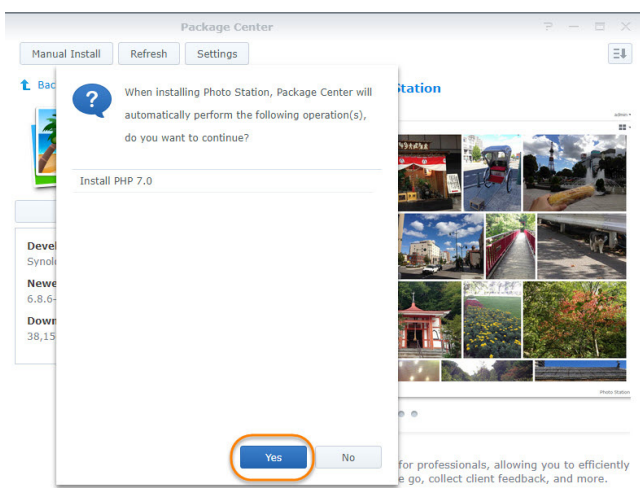 Package Center
Manual Install Refresh Settings
Bac
Station
When installing Photo Station, Package Center will
automatically perform the following operation(s),
do you want to continue?
admin
Install PHP 7.0
Devel
Synol
Newe
6.8.6-
Down
38,15
Photo Station
Yes No
for professionals, allowing you to efficiently
e go, collect client feedback, and more.